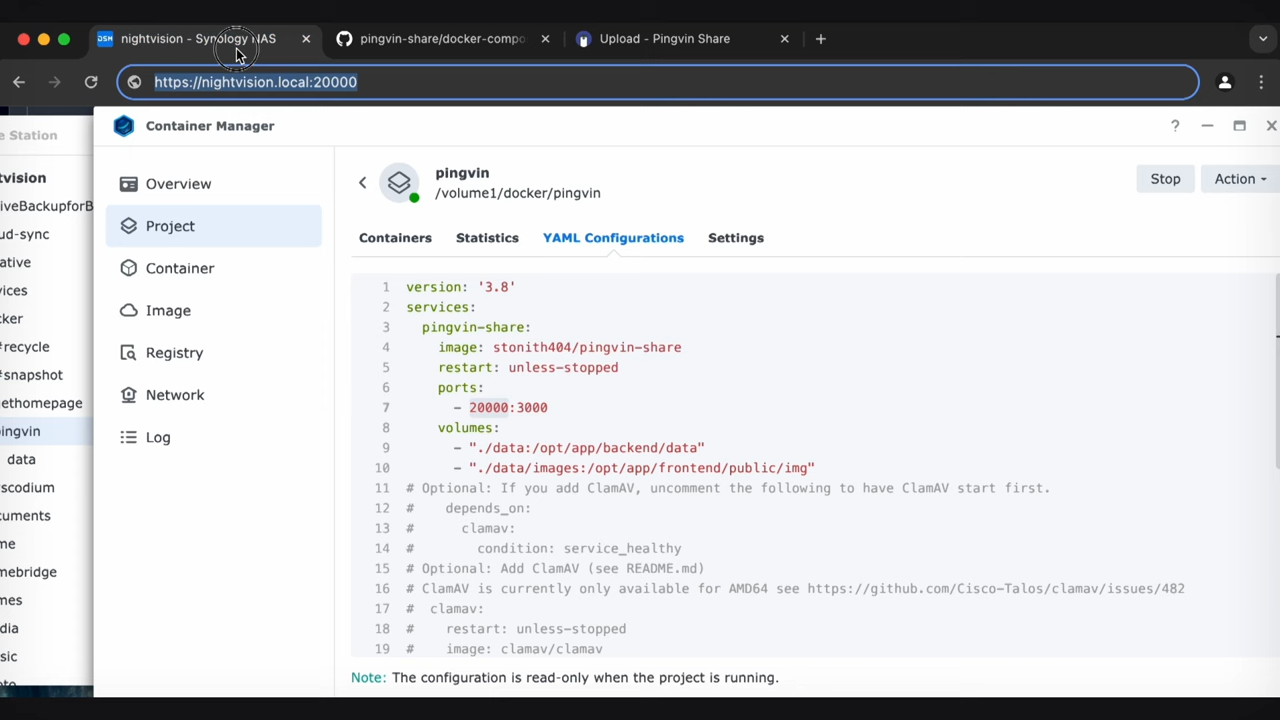 DSM nightvision - Synology NAS
pingvin-share/docker-compo
Upload - Pingvin Share
https://nightvision.local:20000
e Station
tvision
iveBackupforB
ud-sync
ative
vices
cker
#recycle
#snapshot
gethomepage
pingvin
data
scodium
cuments
me
mebridge
mes
dia
sic
oto
Container Manager
?
Overview
Project
Container
Image
Registry
Network
Log
pingvin
/volume1/docker/pingvin
Stop
Action
Containers
Statistics
YAML Configurations
Settings
1 version: '3.8'
2 services:
3 pingvin-share:
4 image: stonith404/pingvin-share
5 restart: unless-stopped
6 ports:
7 - 20000:3000
8 volumes:
9 - "./data:/opt/app/backend/data"
10 - "./data/images:/opt/app/frontend/public/img"
11 # Optional: If you add ClamAV, uncomment the following to have ClamAV start first.
12 # depends_on:
13 # clamav:
14 # condition: service_healthy
15 # Optional: Add ClamAV (see README.md)
16 # ClamAV is currently only available for AMD64 see https://github.com/Cisco-Talos/clamav/issues/482
17 # clamav:
18 # restart: unless-stopped
19 # image: clamav/clamav
Note: The configuration is read-only when the project is running.